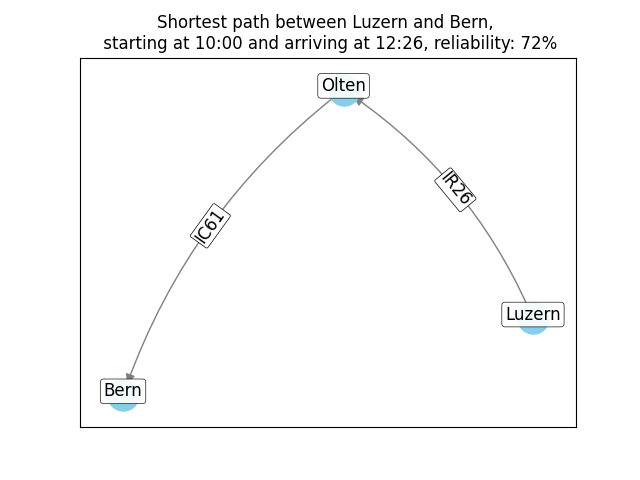 Shortest path between Luzern and Bern,
starting at 10:00 and arriving at 12:26, reliability: 72%
Olten
IR26
IC61
Luzern
Bern